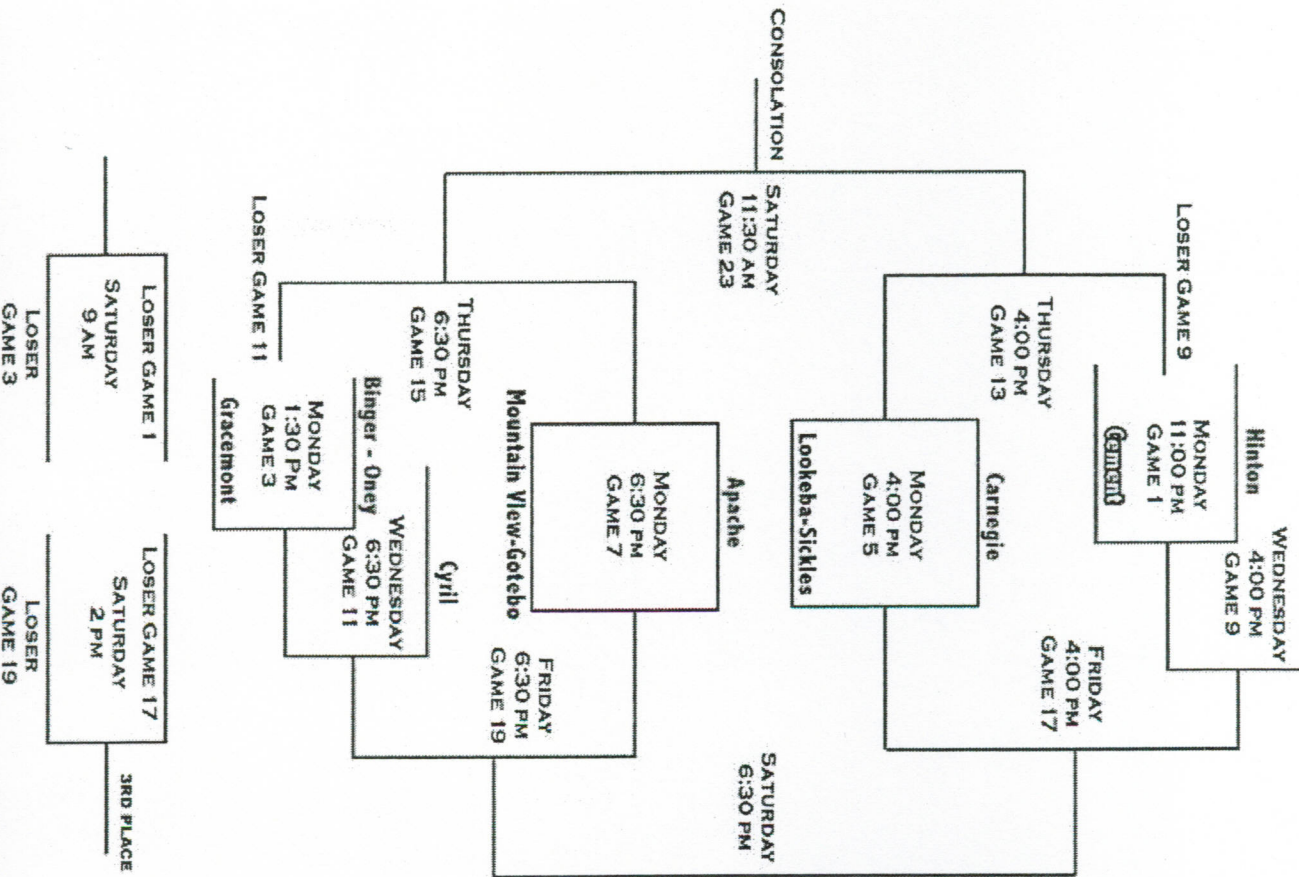 CONSOLATION
SATURDAY
11:30 AM
GAME 23
LOSER GAME 9
THURSDAY
4:00 PM
GAME 13
Hinton
MONDAY
11:00 PM
GAME 1
Cement
WEDNESDAY
4:00 PM
GAME 9
Carnegie
MONDAY
4:00 PM
GAME 5
Lookeba-Sickles
FRIDAY
4:00 PM
GAME 17
Apache
MONDAY
6:30 PM
GAME 7
Mountain View-Gotebo
THURSDAY
6:30 PM
GAME 15
LOSER GAME 11
Binger - Oney
MONDAY
1:30 PM
GAME 3
Gracemont
Cyril
WEDNESDAY
6:30 PM
GAME 11
FRIDAY
6:30 PM
GAME 19
SATURDAY
6:30 PM
LOSER GAME 1
SATURDAY
9 AM
LOSER
GAME 3
LOSER GAME 17
SATURDAY
2 PM
LOSER
GAME 19
3RD PLACE